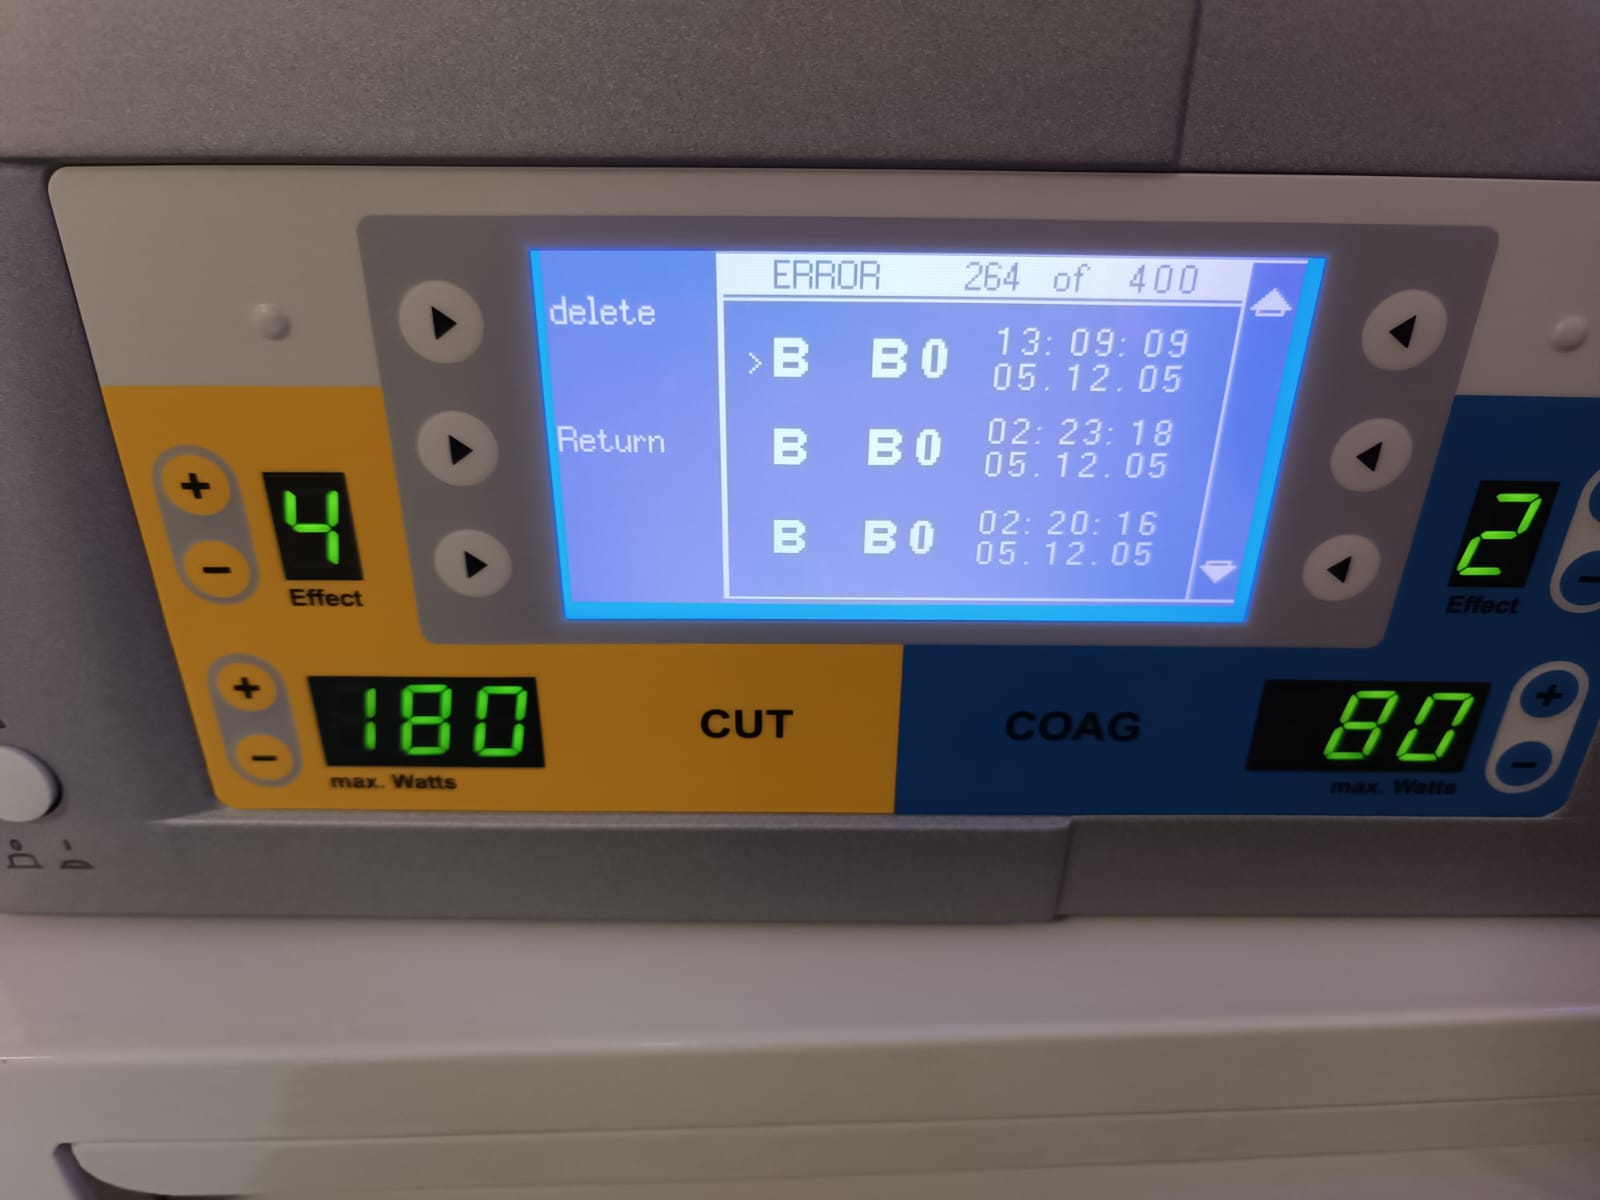 ERROR 264 of 400
delete
>B B0 13:09:09
05.12.05
Return
B B0 02:23:18
05.12.05
B B0 02:20:16
05.12.05
+
-
4
Effect
2
Effect
-
+
-
180
max. Watts
CUT
COAG
80
max. Watts
+
-